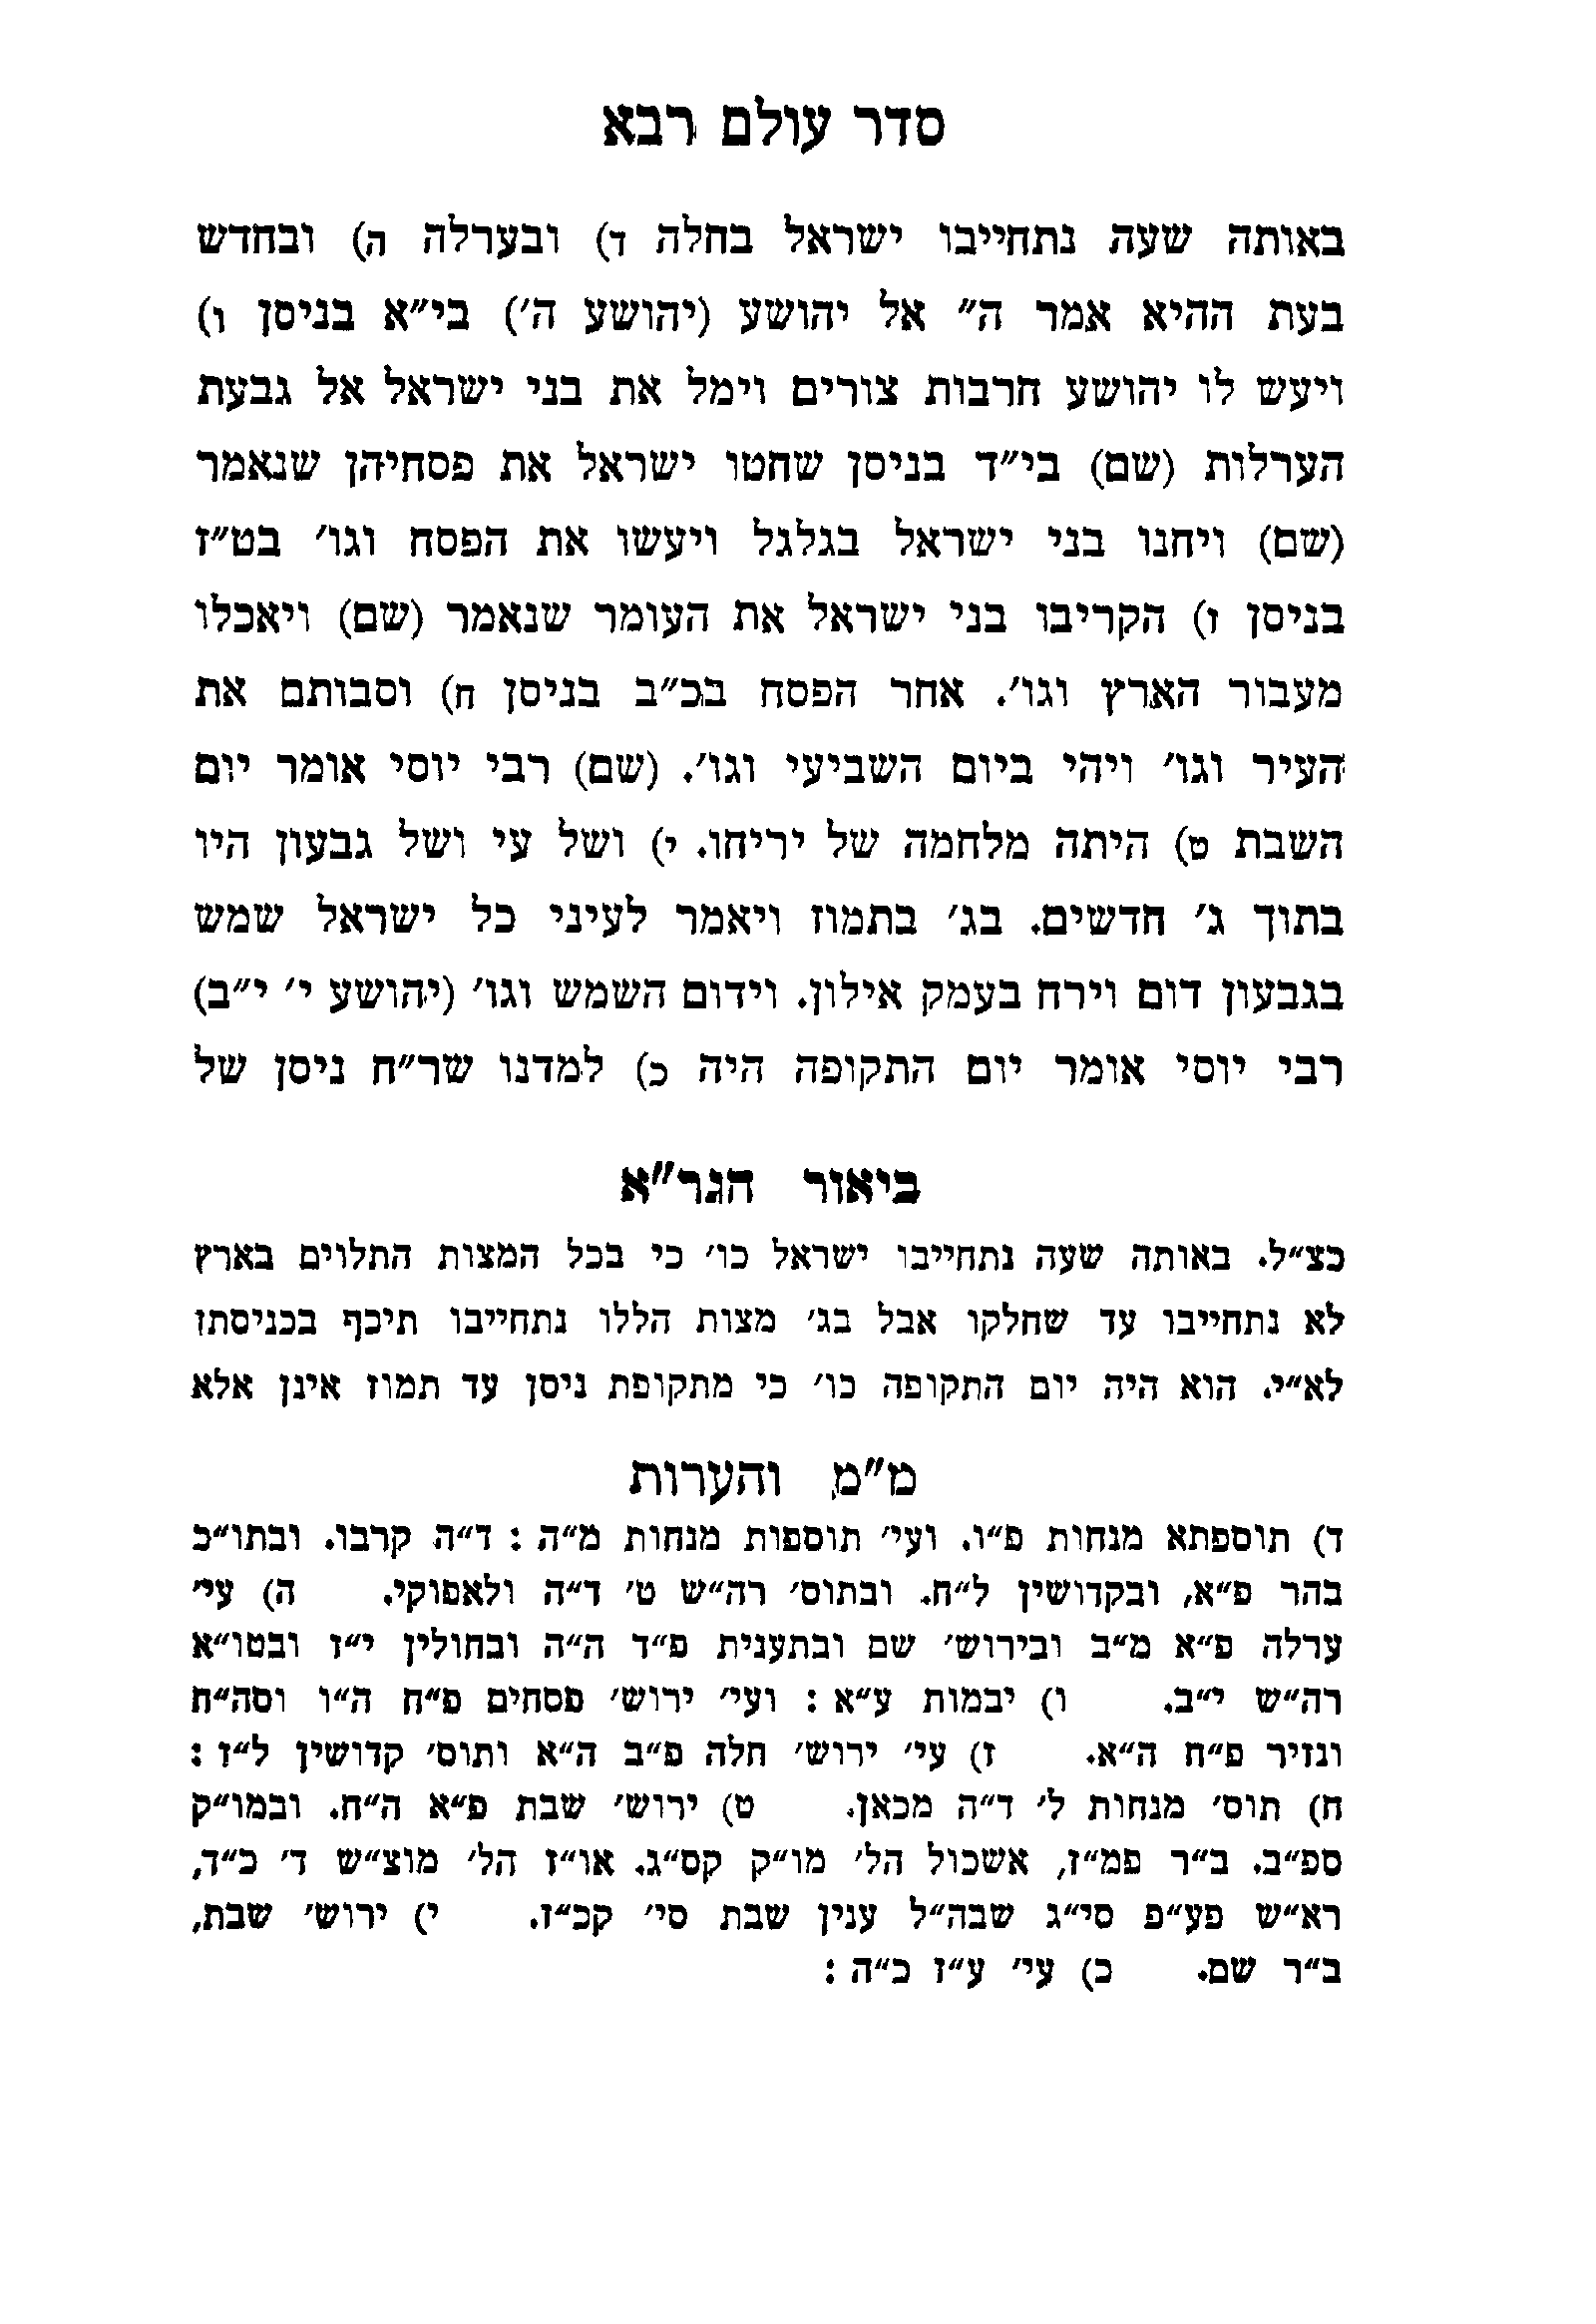 סדר עולם רבא
באותה שעה נתחייבו ישראל בחלה ד) ובערלה ה) ובחדש
בעת ההיא אמר ה״ אל יהושע (יהושע ה׳) בי״א בניסן ו)
ויעש לו יהושע חרבות צורים וימל את בני ישראל אל גבעת
הערלות (שם) בי״ד בניסן שחטו ישראל את פסחיהן שנאמר
(שם) ויחנו בני ישראל בגלגל ויעשו את הפסח וגו׳ בט״ז
בניסן ז) הקריבו בני ישראל את העומר שנאמר (שם) ויאכלו
מעבור הארץ וגו׳. אחר הפסח בכ״ב בניסן ח) וסבותם את
העיר וגו׳ ויהי ביום השביעי וגו׳. (שם) רבי יוסי אומר יום
השבת ט) היתה מלחמה של יריחו. י) ושל עי ושל גבעון היו
בתוך ג׳ חדשים. בג׳ בתמוז ויאמר לעיני כל ישראל שמש
בגבעון דום וירח בעמק אילון. וידום השמש וגו׳ (יהושע י׳ י״ב)
רבי יוסי אומר יום התקופה היה כ) למדנו שר״ח ניסן של
ביאור הגר״א
כצ״ל. באותה שעה נתחייבו ישראל כו׳ כי בכל המצות התלוים בארץ
לא נתחייבו עד שחלקו אבל בג׳ מצות הללו נתחייבו תיכף בכניסתו
לא״י. הוא היה יום התקופה כו׳ כי מתקופת ניסן עד תמוז אינן אלא
מ״מ והערות
ד) תוספתא מנחות פ״ו. ועי׳ תוספות מנחות מ״ה : ד״ה קרבו. ובתו״כ
בהר פ״א, ובקדושין ל״ח. ובתוס׳ רה״ש ט׳ ד״ה ולאפוקי. ה) עי׳
ערלה פ״א מ״ב ובירוש׳ שם ובתענית פ״ד ה״ה ובחולין י״ז ובטו״א
רה״ש י״ב. ו) יבמות ע״א : ועי׳ ירוש׳ פסחים פ״ח ה״ו וסה״ח
ונזיר פ״ח ה״א. ז) עי׳ ירוש׳ חלה פ״ב ה״א ותוס׳ קדושין ל״ז :
ח) תוס׳ מנחות ל׳ ד״ה מכאן. ט) ירוש׳ שבת פ״א ה״ח. ובמו״ק
ספ״ב. ב״ר פמ״ז, אשכול הל׳ מו״ק קס״ג. או״ז הל׳ מוצ״ש ד׳ כ״ד,
רא״ש פע״פ סי״ג שבה״ל ענין שבת סי׳ קכ״ז. י) ירוש׳ שבת,
ב״ר שם. כ) עי׳ ע״ז כ״ה :